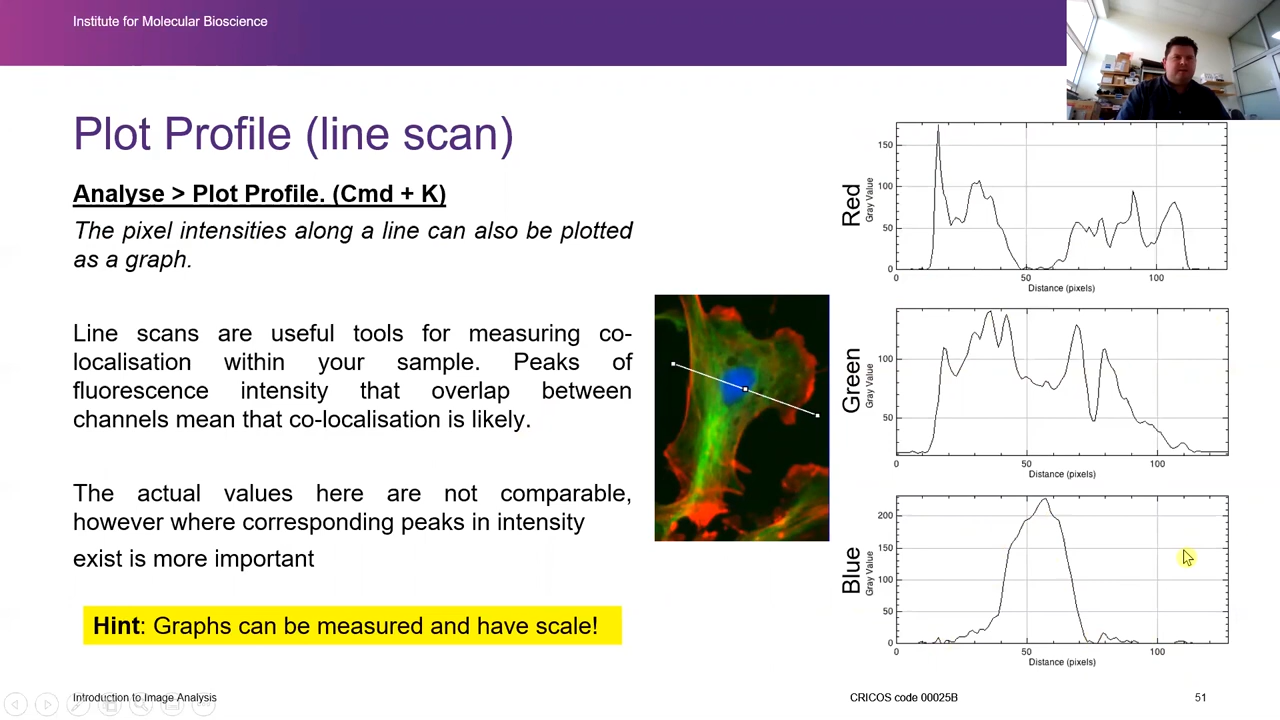 Institute for Molecular Bioscience
Plot Profile (line scan)
Analyse > Plot Profile. (Cmd + K)
The pixel intensities along a line can also be plotted
as a graph.
Line scans are useful tools for measuring co-
localisation within your sample. Peaks of
fluorescence intensity that overlap between
channels mean that co-localisation is likely.
The actual values here are not comparable,
however where corresponding peaks in intensity
exist is more important
Hint: Graphs can be measured and have scale!
Red
Gray Value
150
100
50
0
0 50 100
Distance (pixels)
Green
Gray Value
100
50
0 50 100
Distance (pixels)
Blue
Gray Value
200
150
100
50
0
0 50 100
Distance (pixels)
Introduction to Image Analysis
CRICOS code 00025B
51